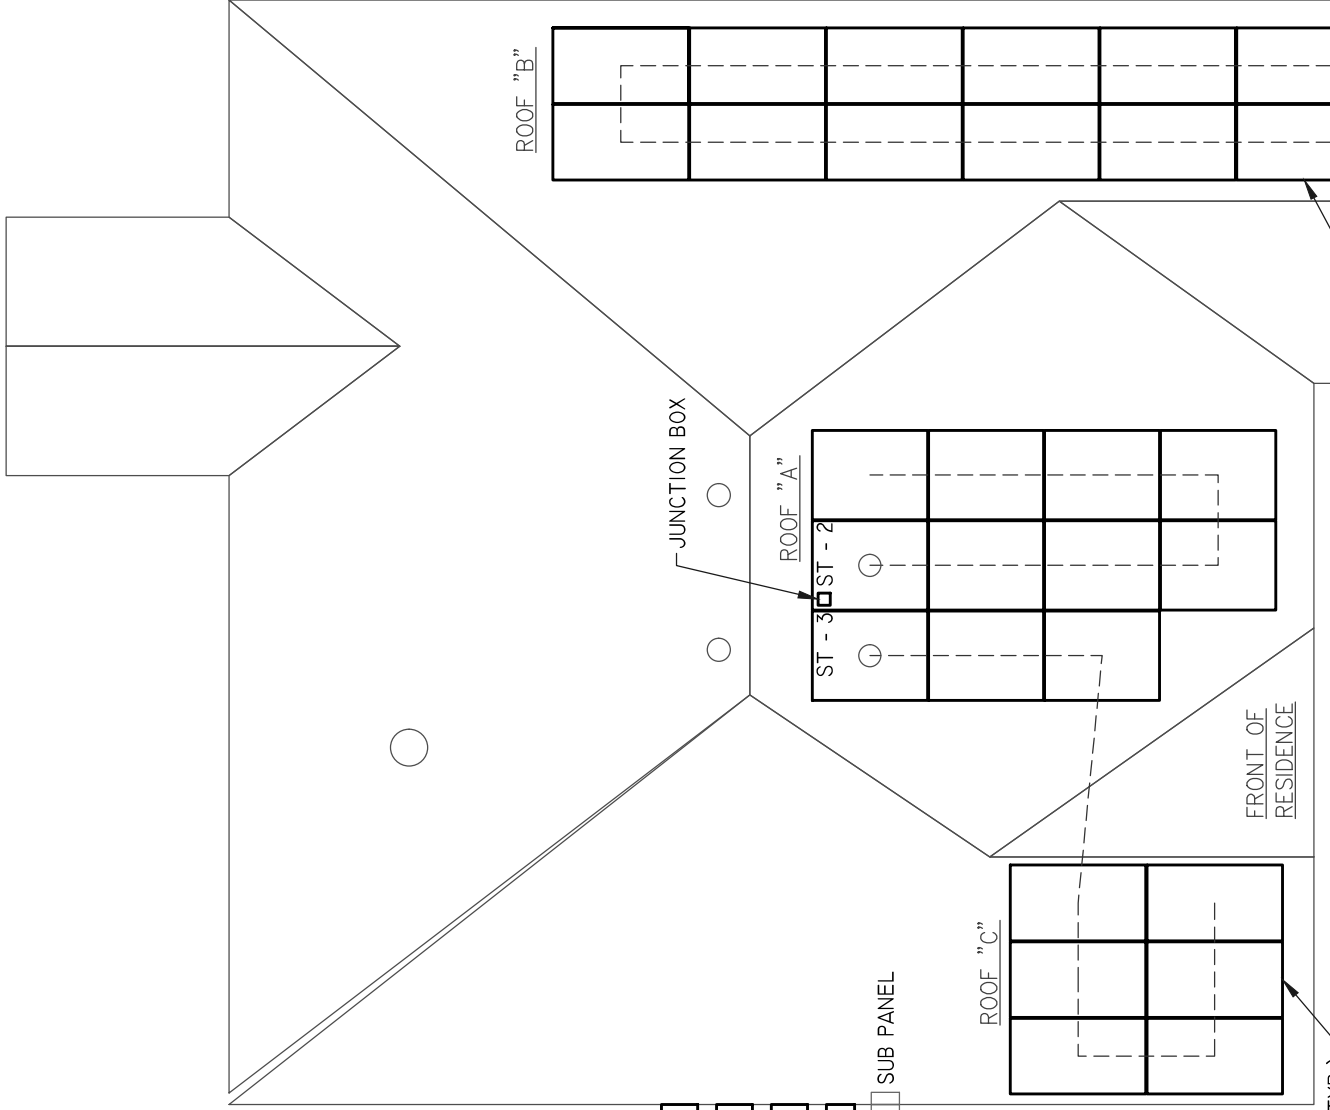 ROOF "B"
JUNCTION BOX
ROOF "A"
ST - 2
ST - 3
FRONT OF
RESIDENCE
ROOF "C"
SUB PANEL